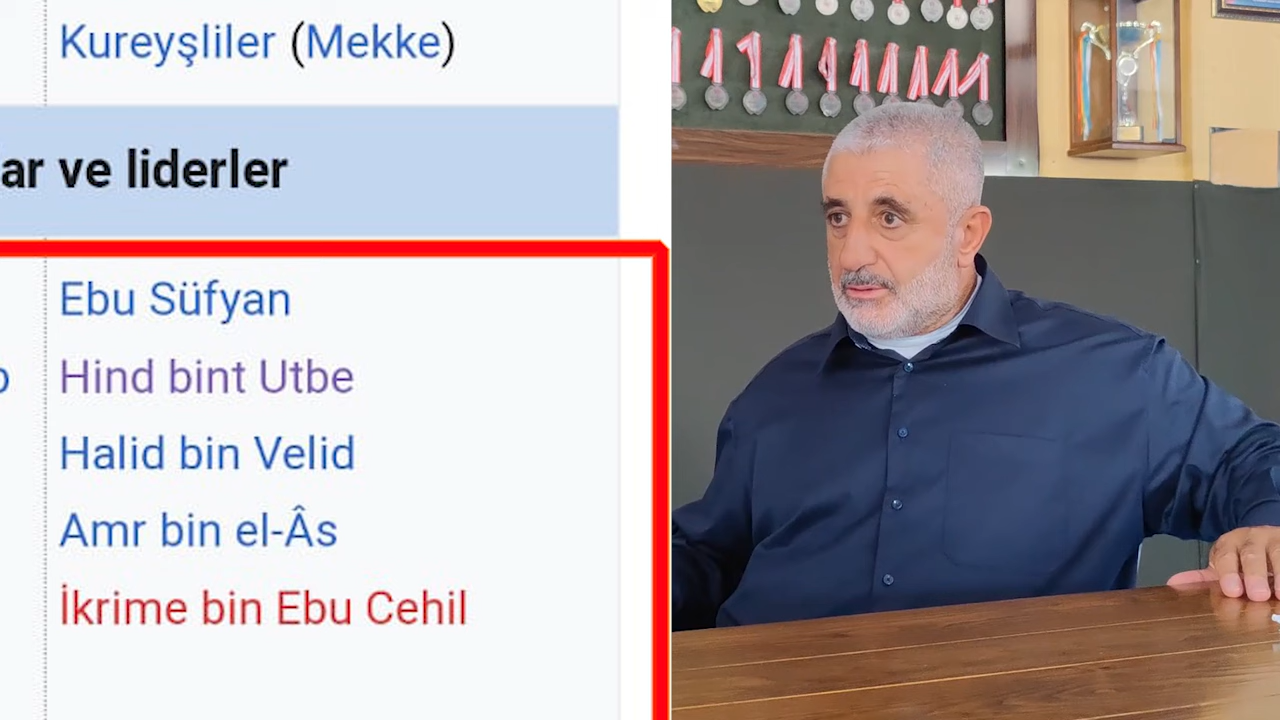 Kureyşliler (Mekke)
ar ve liderler
Ebu Süfyan
Hind bint Utbe
Halid bin Velid
Amr bin el-Âs
İkrime bin Ebu Cehil